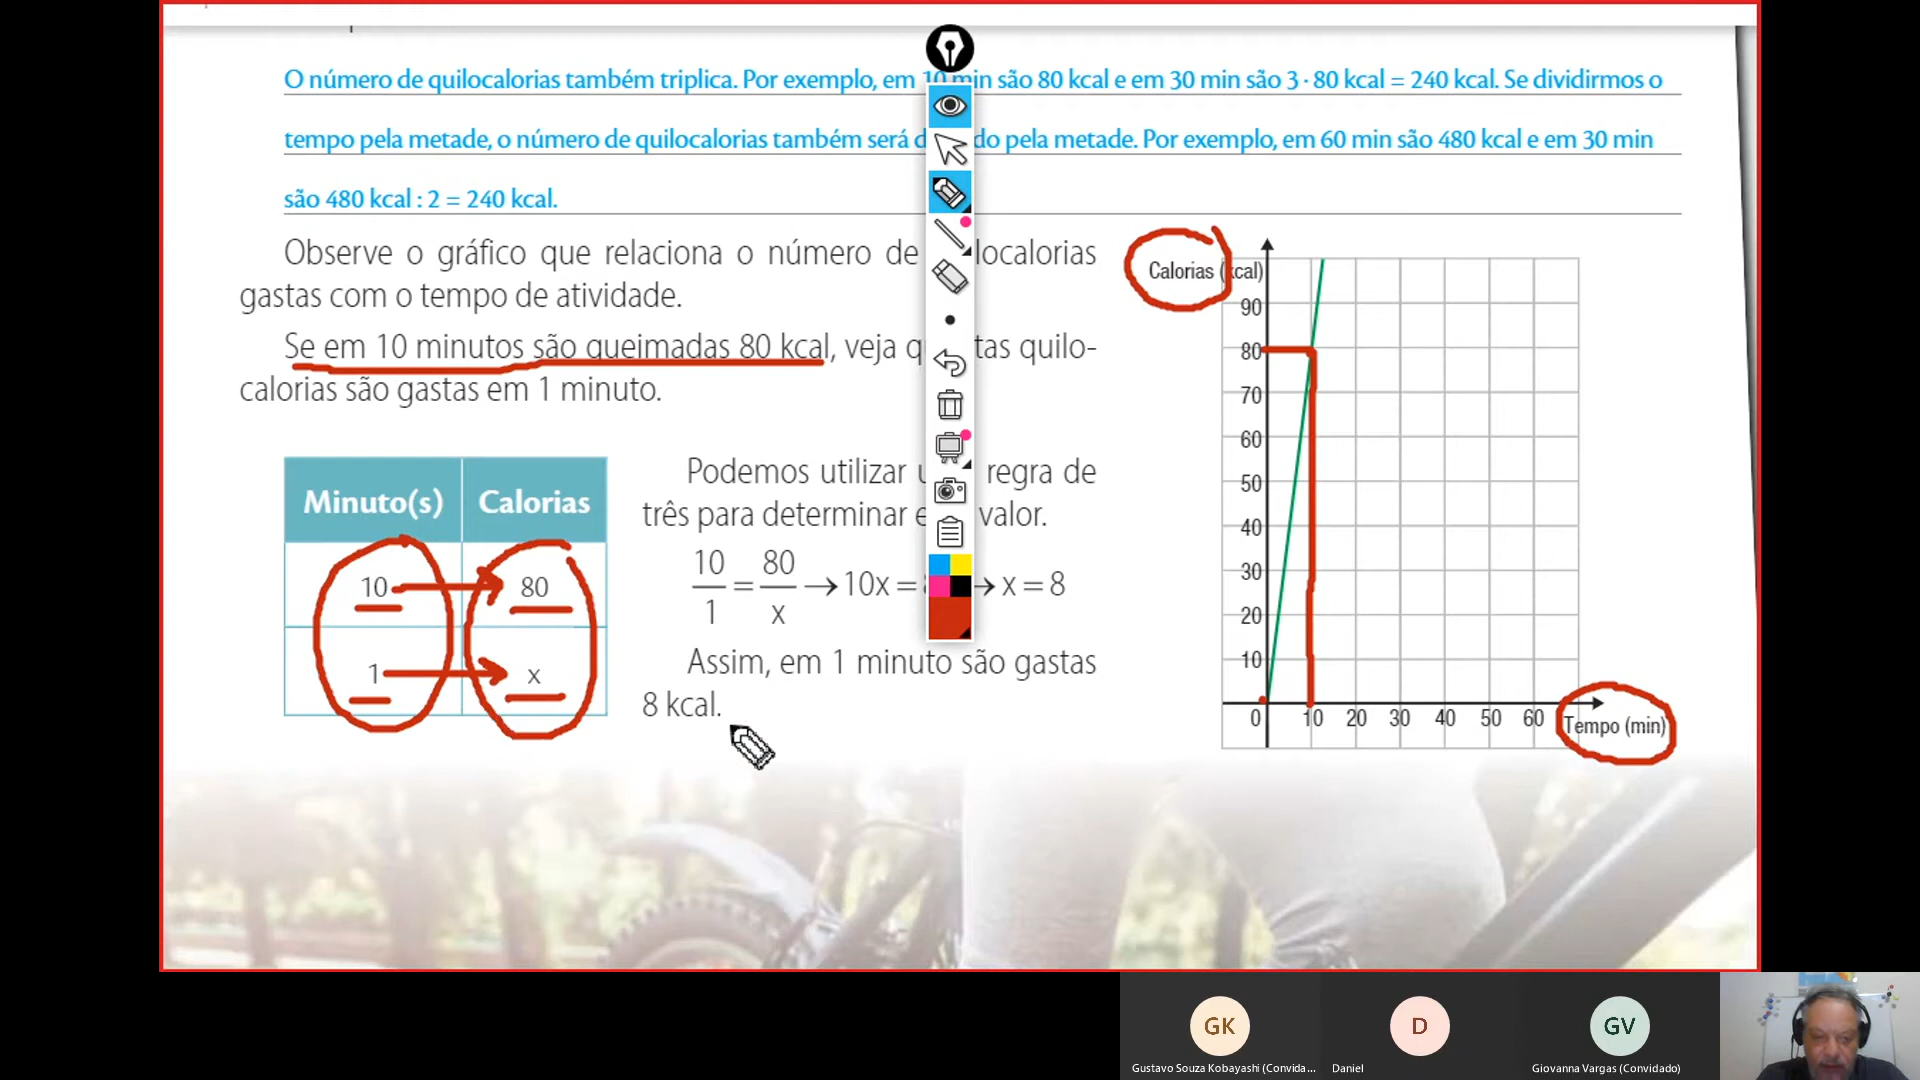 O número de quilocalorias também triplica. Por exemplo, em 10 min são 80 kcal e em 30 min são 3 · 80 kcal = 240 kcal. Se dividirmos o
tempo pela metade, o número de quilocalorias também será do pela metade. Por exemplo, em 60 min são 480 kcal e em 30 min
são 480 kcal : 2 = 240 kcal.
Observe o gráfico que relaciona o número de localorias
gastas com o tempo de atividade.
Se em 10 minutos são queimadas 80 kcal, veja tas quilo-
calorias são gastas em 1 minuto.
Minuto(s) Calorias
10 80
1 x
Podemos utilizar regra de
três para determinar valor.
10/1 = 80/x → 10x = → x = 8
Assim, em 1 minuto são gastas
8 kcal.
Calorias (kcal)
90
80
70
60
50
40
30
20
10
0 10 20 30 40 50 60 Tempo (min)
GK D GV
Gustavo Souza Kobayashi (Convida... Daniel Giovanna Vargas (Convidado)